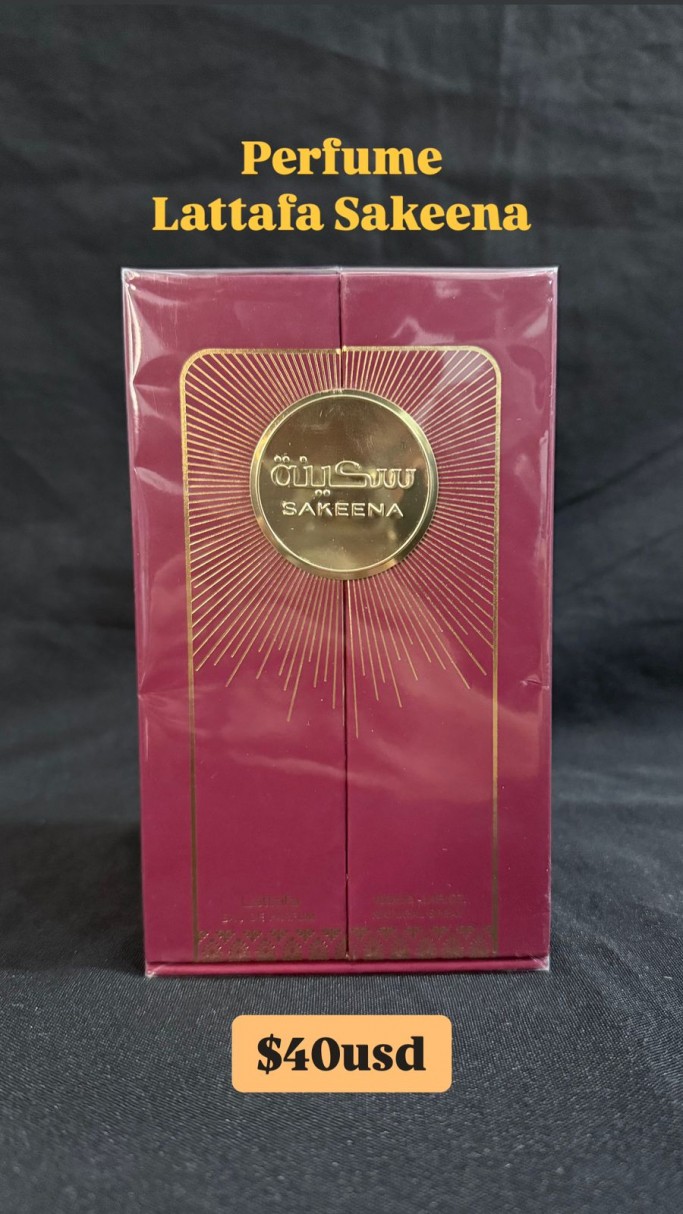 Perfume
Lattafa Sakeena
سكينة
SAKEENA
$40usd